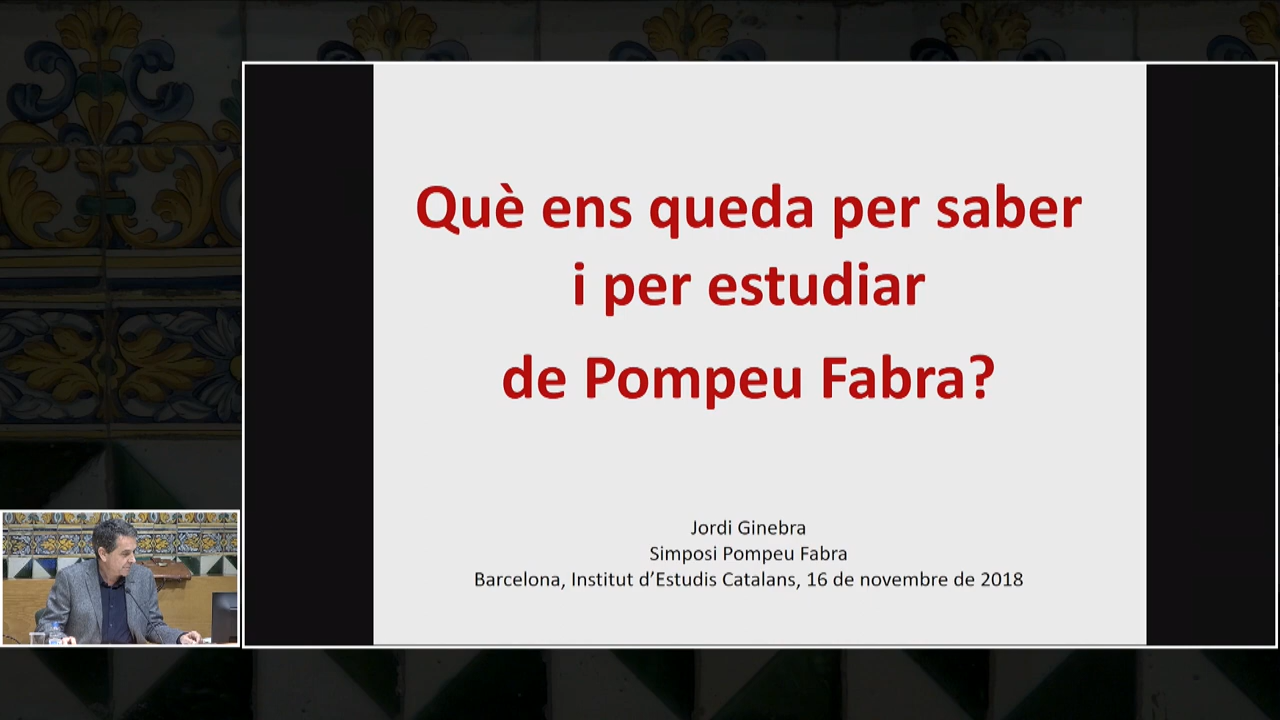 Què ens queda per saber
i per estudiar
de Pompeu Fabra?
Jordi Ginebra
Simposi Pompeu Fabra
Barcelona, Institut d’Estudis Catalans, 16 de novembre de 2018